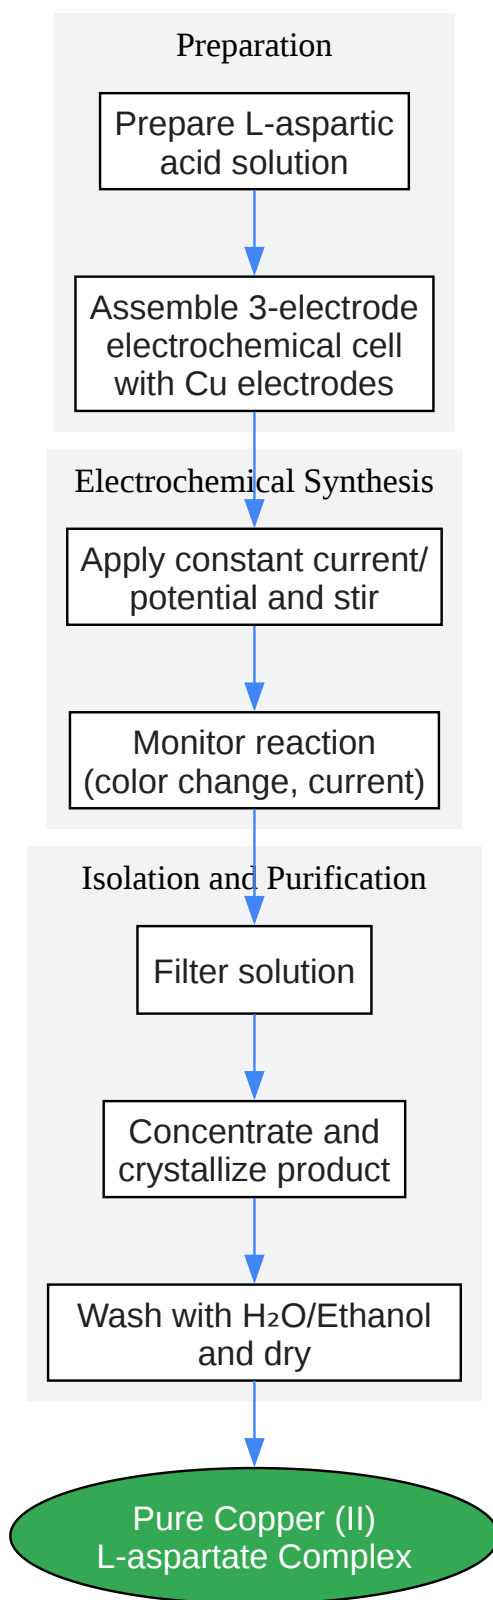 Preparation
Prepare L-aspartic
acid solution
Assemble 3-electrode
electrochemical cell
with Cu electrodes
Electrochemical Synthesis
Apply constant current/
potential and stir
Monitor reaction
(color change, current)
Isolation and Purification
Filter solution
Concentrate and
crystallize product
Wash with H₂O/Ethanol
and dry
Pure Copper (II)
L-aspartate Complex